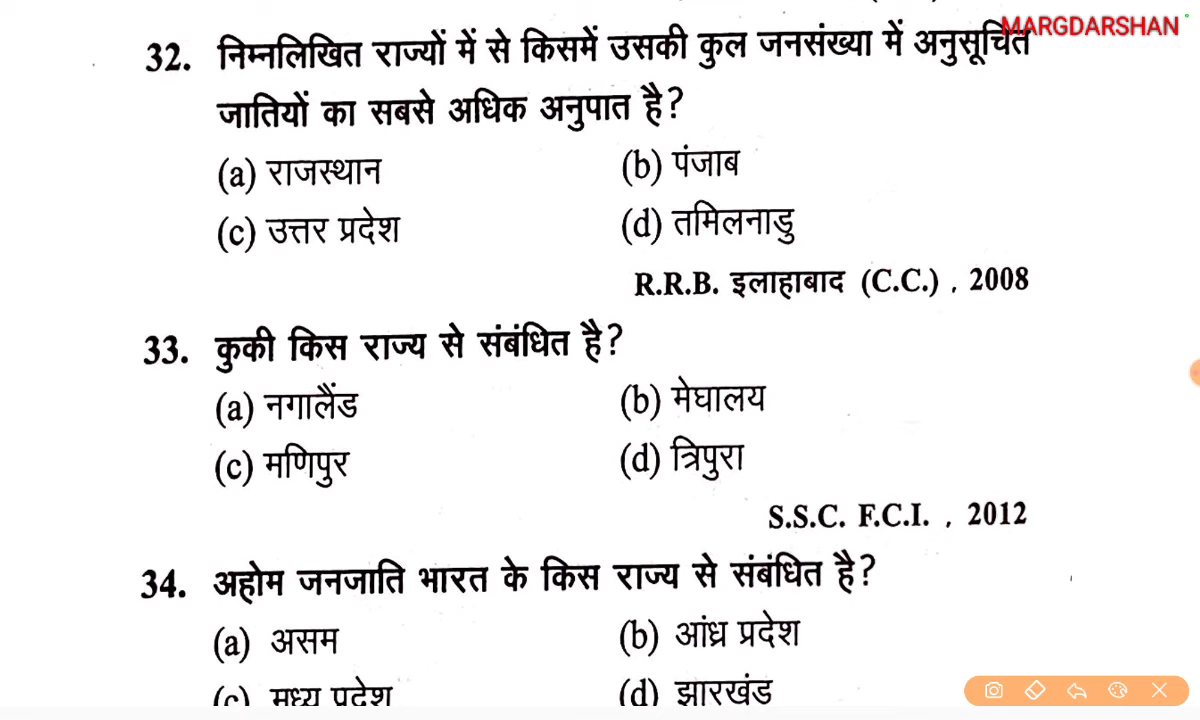 MARGDARSHAN
32. निम्नलिखित राज्यों में से किसमें उसकी कुल जनसंख्या में अनुसूचित
जातियों का सबसे अधिक अनुपात है?
(a) राजस्थान (b) पंजाब
(c) उत्तर प्रदेश (d) तमिलनाडु
R.R.B. इलाहाबाद (C.C.) , 2008
33. कुकी किस राज्य से संबंधित है?
(a) नगालैंड (b) मेघालय
(c) मणिपुर (d) त्रिपुरा
S.S.C. F.C.I. , 2012
34. अहोम जनजाति भारत के किस राज्य से संबंधित है?
(a) असम (b) आंध्र प्रदेश
(c) मध्य प्रदेश (d) झारखंड